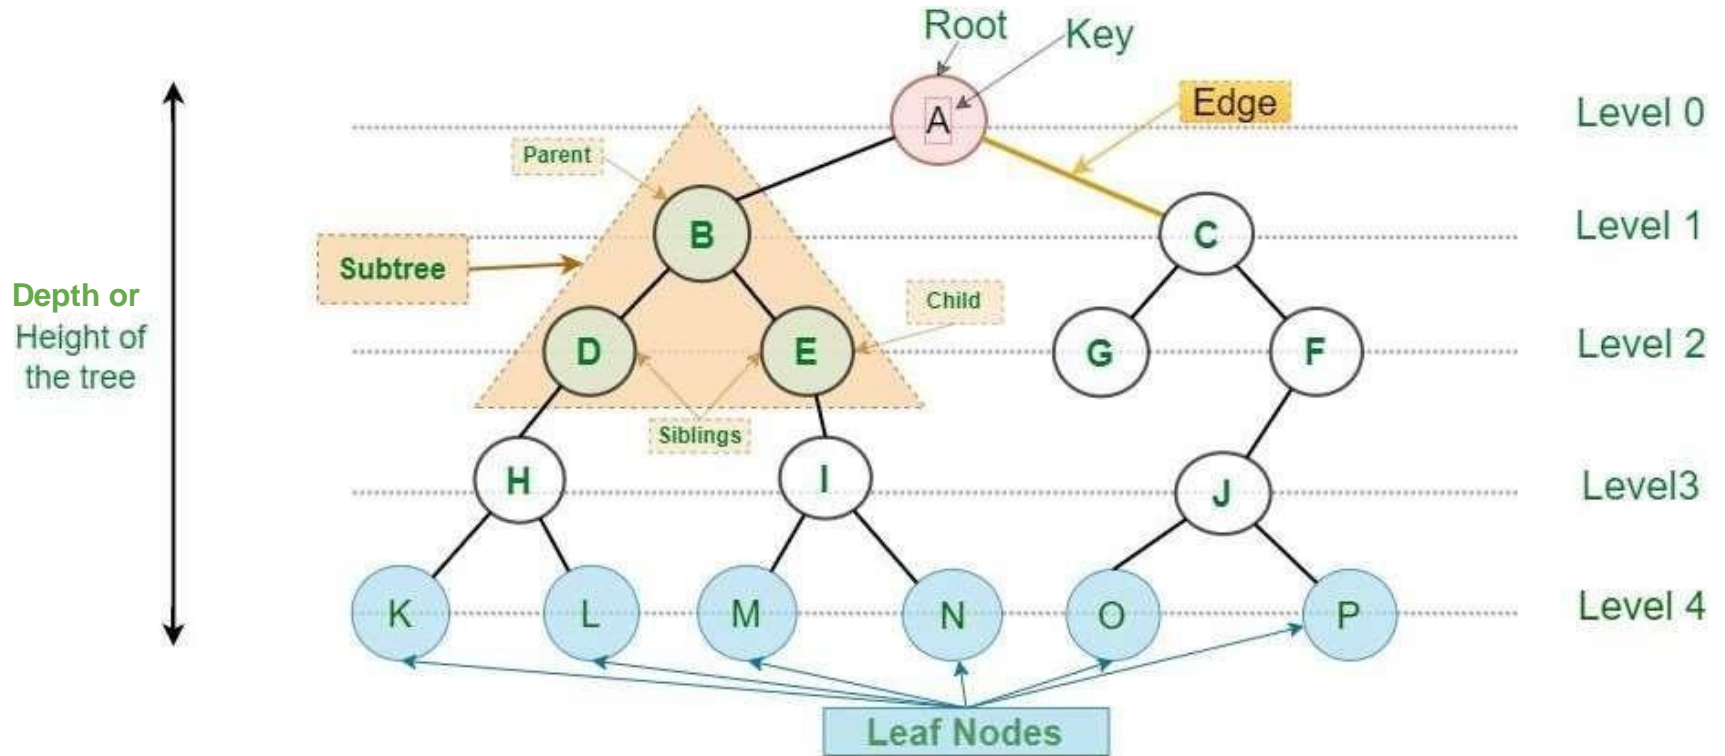 Root
Key
A
Edge
Level 0
Parent
B
C
Level 1
Subtree
Depth or
Height of
the tree
Child
D
E
G
F
Level 2
Siblings
H
I
J
Level3
K
L
M
N
O
P
Level 4
Leaf Nodes